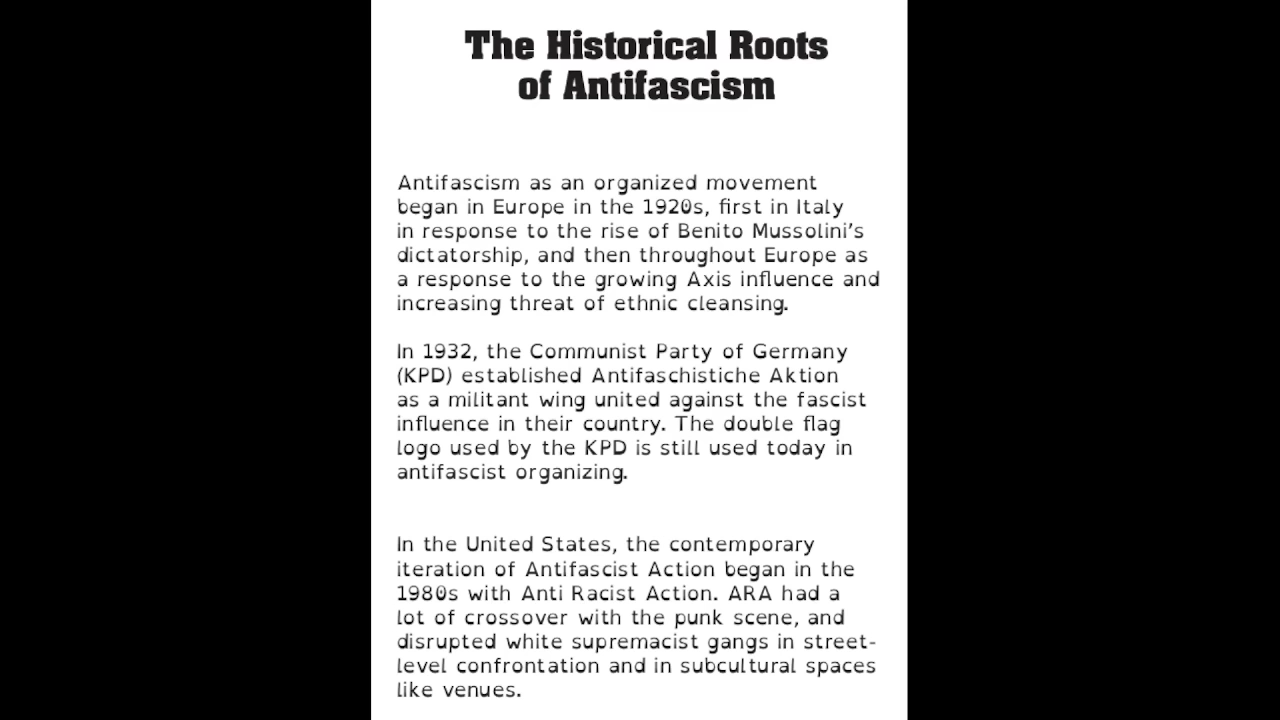 The Historical Roots
of Antifascism
Antifascism as an organized movement
began in Europe in the 1920s, first in Italy
in response to the rise of Benito Mussolini’s
dictatorship, and then throughout Europe as
a response to the growing Axis influence and
increasing threat of ethnic cleansing.
In 1932, the Communist Party of Germany
(KPD) established Antifaschistiche Aktion
as a militant wing united against the fascist
influence in their country. The double flag
logo used by the KPD is still used today in
antifascist organizing.
In the United States, the contemporary
iteration of Antifascist Action began in the
1980s with Anti Racist Action. ARA had a
lot of crossover with the punk scene, and
disrupted white supremacist gangs in street-
level confrontation and in subcultural spaces
like venues.